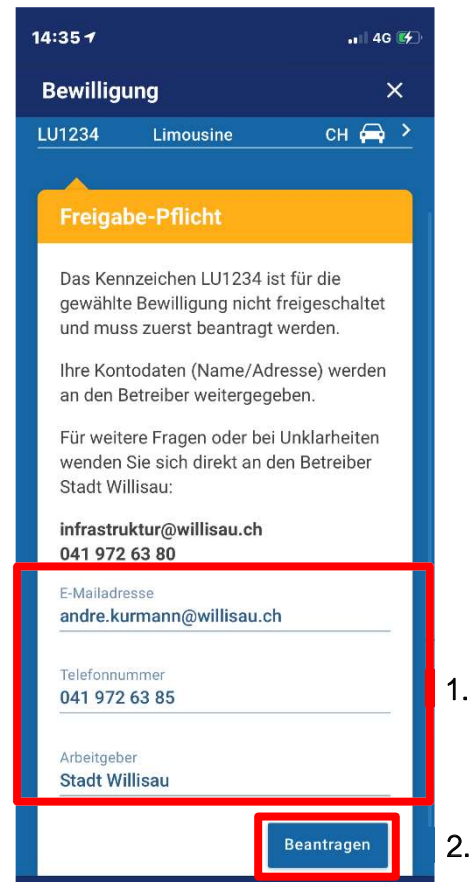 14:35
4G
Bewilligung
LU1234 Limousine CH
Freigabe-Pflicht
Das Kennzeichen LU1234 ist für die
gewählte Bewilligung nicht freigeschaltet
und muss zuerst beantragt werden.
Ihre Kontodaten (Name/Adresse) werden
an den Betreiber weitergegeben.
Für weitere Fragen oder bei Unklarheiten
wenden Sie sich direkt an den Betreiber
Stadt Willisau:
infrastruktur@willisau.ch
041 972 63 80
E-Mailadresse
andre.kurmann@willisau.ch
Telefonnummer
041 972 63 85
1.
Arbeitgeber
Stadt Willisau
Beantragen
2.